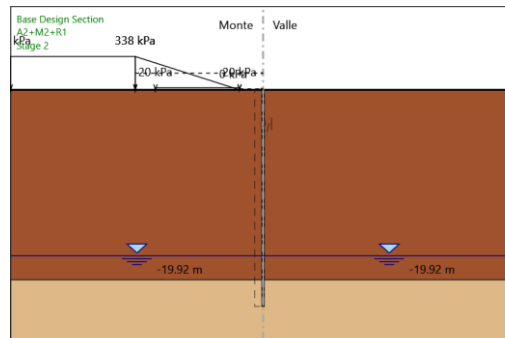 Base Design Section
A2+M2+R1
Stage 2
Monte
Valle
kPa
338 kPa
20 kPa
20 kPa
0 kPa
-19.92 m
-19.92 m